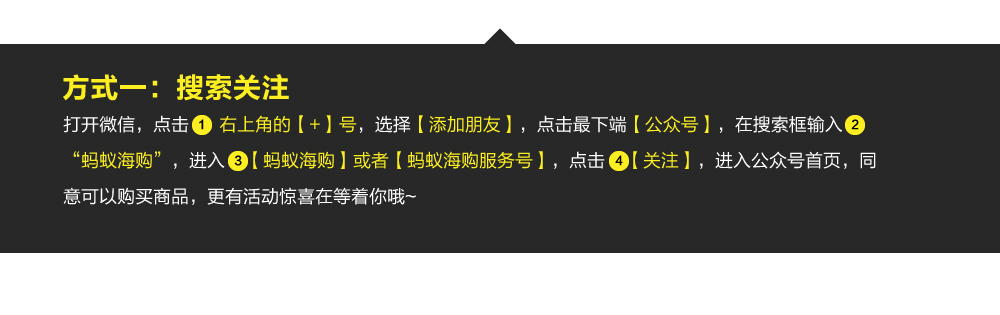 方式一：搜索关注
打开微信，点击1 右上角的【+】号，选择【添加朋友】，点击最下端【公众号】，在搜索框输入2
“蚂蚁海购”，进入3【蚂蚁海购】或者【蚂蚁海购服务号】，点击4【关注】，进入公众号首页，同
意可以购买商品，更有活动惊喜在等着你哦~